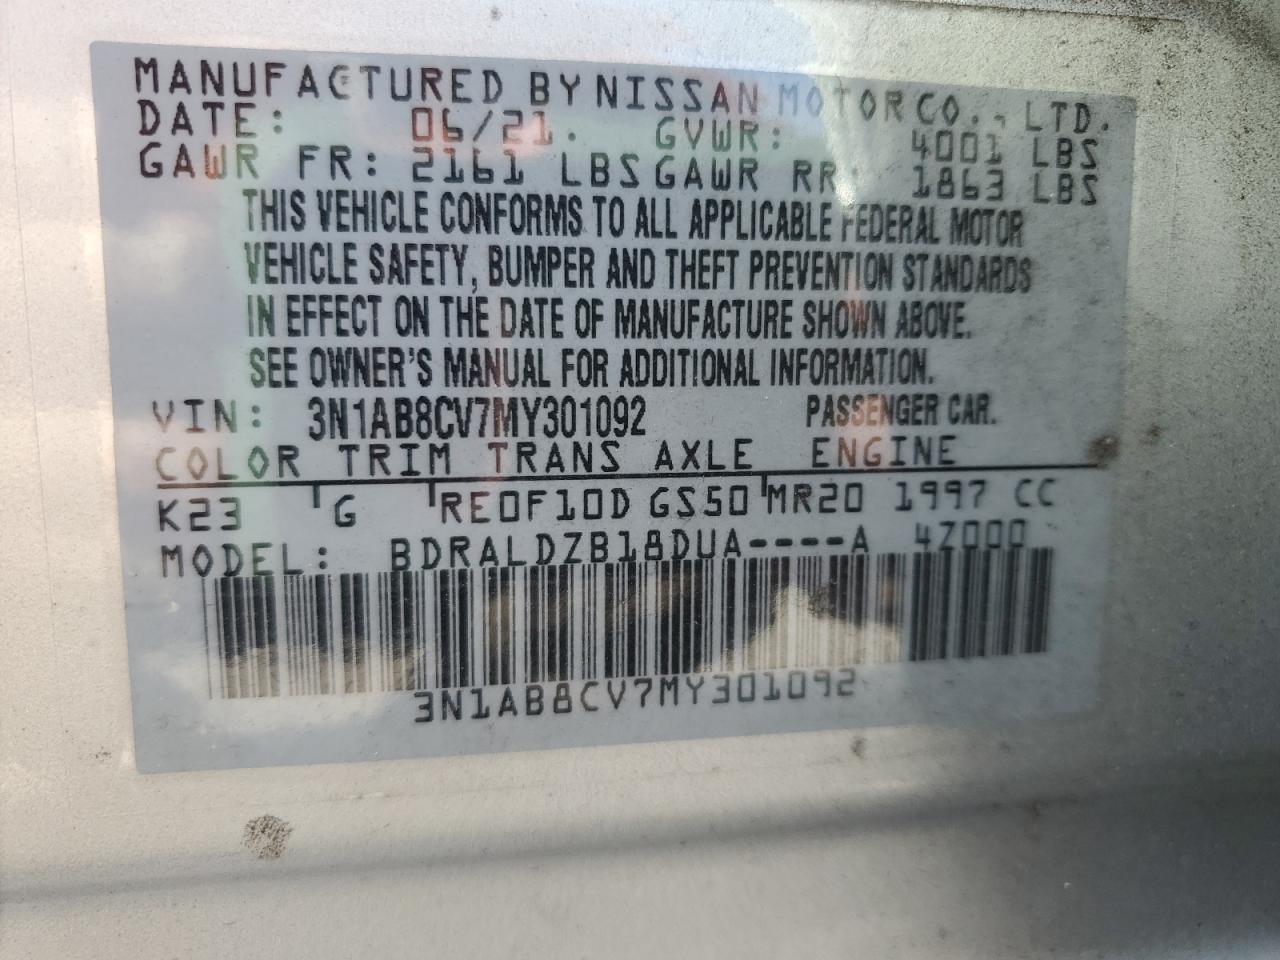 MANUFACTURED BY NISSAN MOTOR CO., LTD.
DATE: 06/21. GVWR: 4001 LBS
GAWR FR: 2161 LBS GAWR RR: 1863 LBS
THIS VEHICLE CONFORMS TO ALL APPLICABLE FEDERAL MOTOR
VEHICLE SAFETY, BUMPER AND THEFT PREVENTION STANDARDS
IN EFFECT ON THE DATE OF MANUFACTURE SHOWN ABOVE.
SEE OWNER'S MANUAL FOR ADDITIONAL INFORMATION.
VIN: 3N1AB8CV7MY301092 PASSENGER CAR.
COLOR TRIM TRANS AXLE ENGINE
K23 G RE0F10D GS50 MR20 1997 CC
MODEL: BDRALDZB18DUA----A 4Z000
3N1AB8CV7MY301092